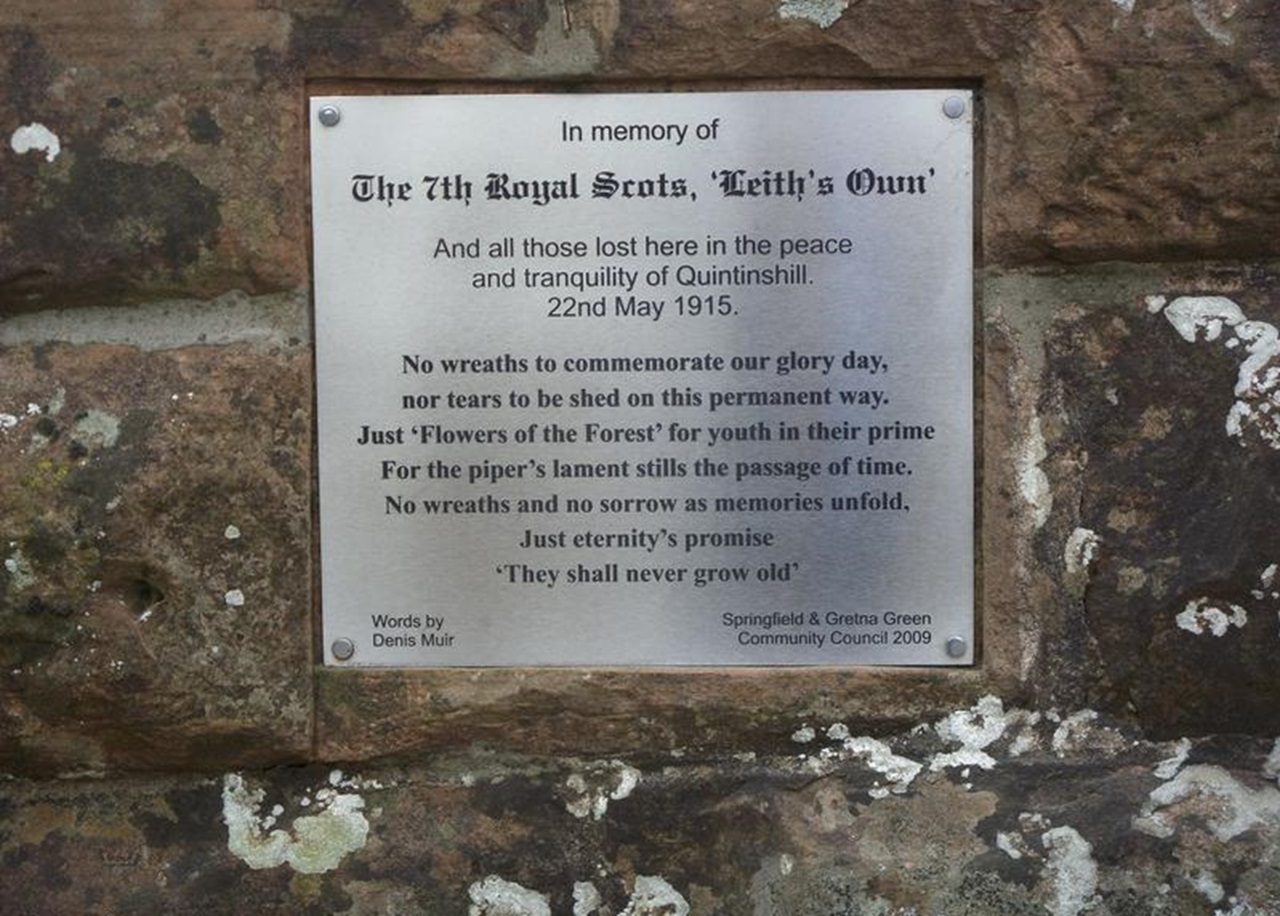 In memory of
The 7th Royal Scots, ‘Leith’s Own’
And all those lost here in the peace
and tranquility of Quintinshill.
22nd May 1915.
No wreaths to commemorate our glory day,
nor tears to be shed on this permanent way.
Just ‘Flowers of the Forest’ for youth in their prime
For the piper’s lament stills the passage of time.
No wreaths and no sorrow as memories unfold,
Just eternity’s promise
‘They shall never grow old’
Words by
Denis Muir
Springfield & Gretna Green
Community Council 2009